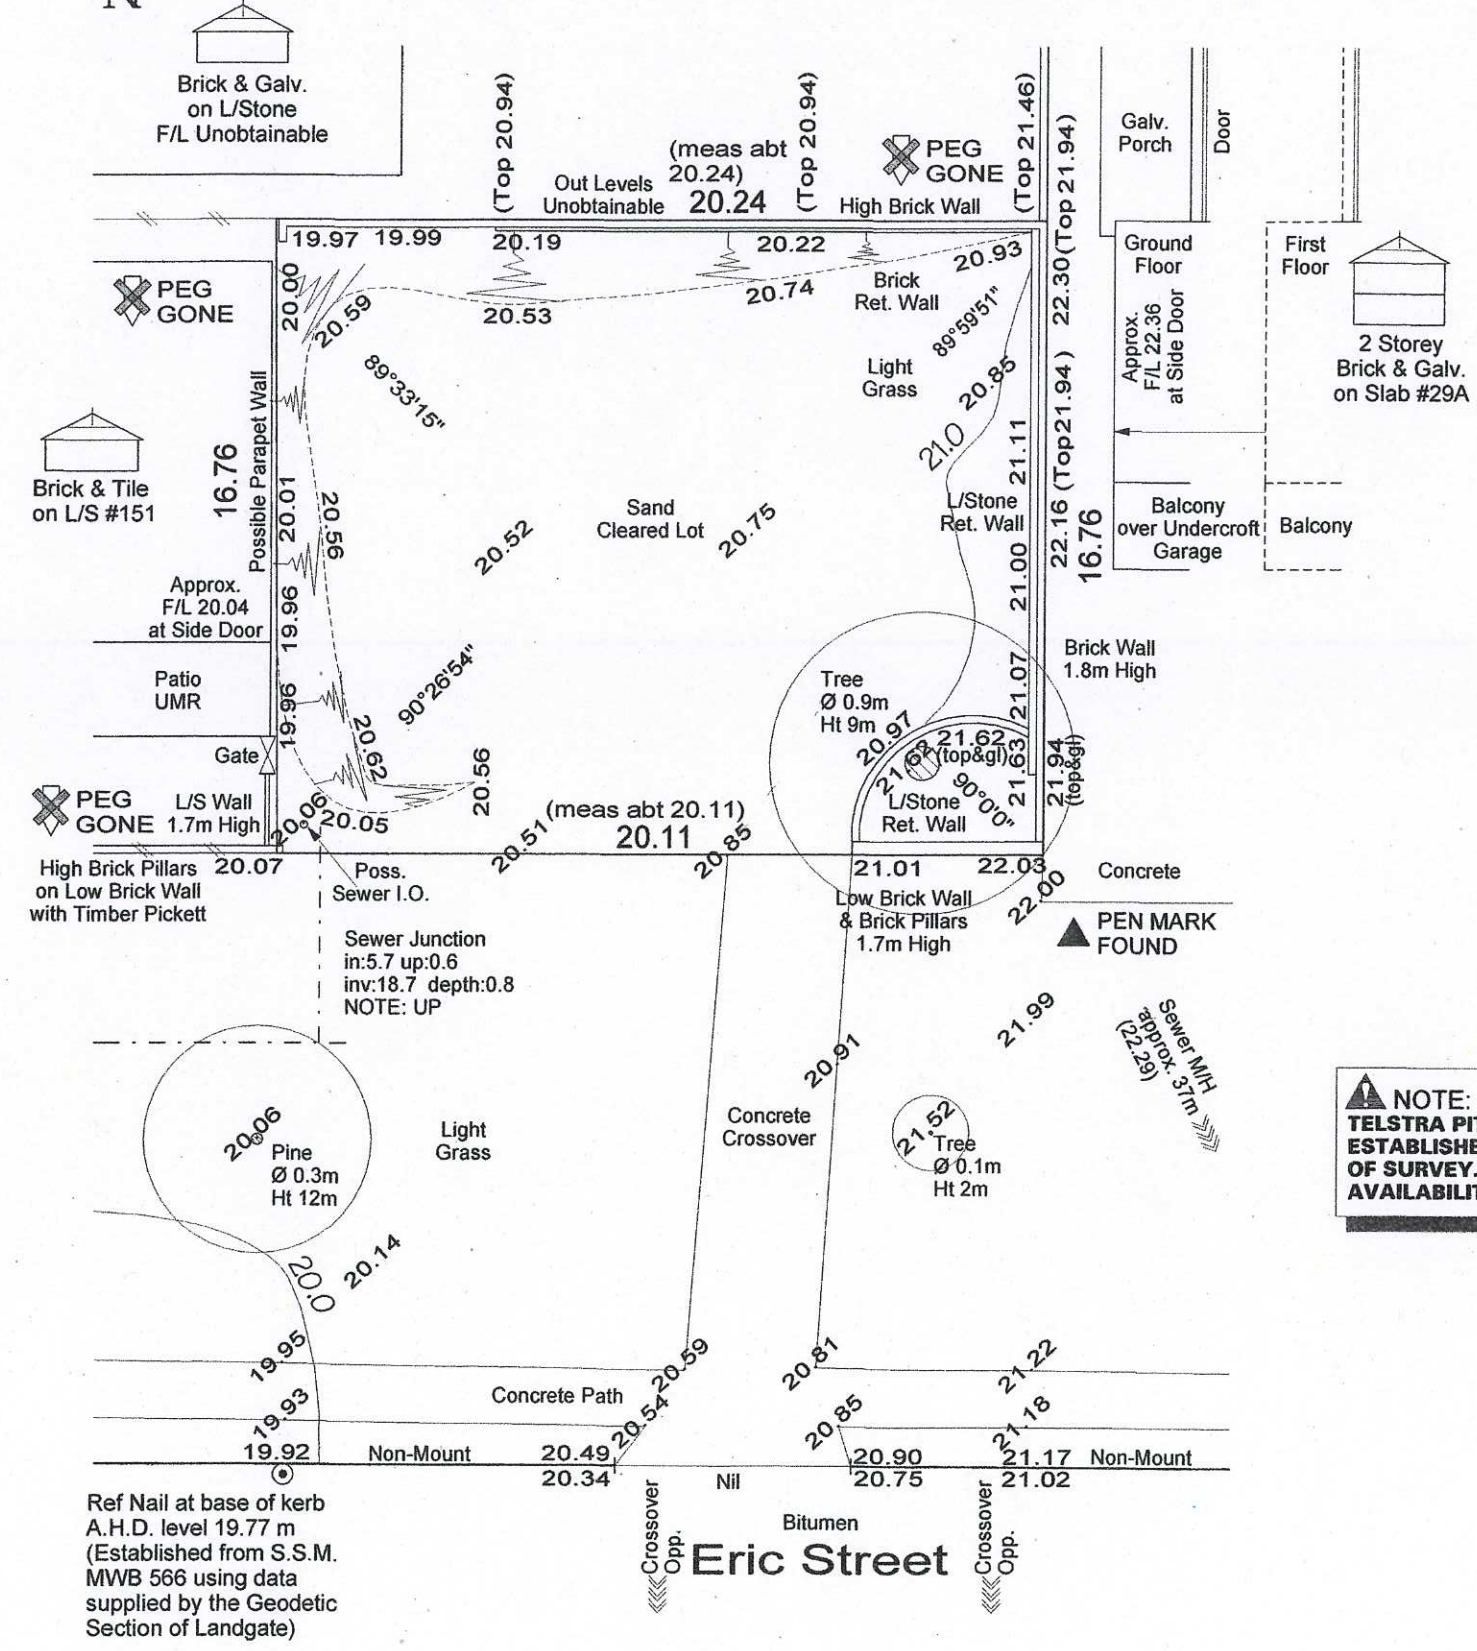 N
Brick & Galv.
on L/Stone
F/L Unobtainable
(Top 20.94)
Out Levels
Unobtainable
(meas abt
20.24)
20.24
(Top 20.94)
PEG
GONE
High Brick Wall
(Top 21.46)
22.30(Top21.94)
Galv.
Porch
Door
19.97
19.99
20.19
20.22
20.93
Ground
Floor
First
Floor
PEG
GONE
20.00
20.59
20.53
20.74
Brick
Ret. Wall
89°59'51"
Approx.
F/L 22.36
at Side Door
2 Storey
Brick & Galv.
on Slab #29A
89°33'15"
Light
Grass
20.85
21.0
21.11
22.16 (Top21.94 )
16.76
Possible Parapet Wall
16.76
Brick & Tile
on L/S #151
20.01
20.56
20.52
Sand
Cleared Lot
20.75
L/Stone
Ret. Wall
Balcony
over Undercroft
Garage
Balcony
Approx.
F/L 20.04
at Side Door
19.96
21.00
Patio
UMR
19.96
90°26'54"
Tree
Ø 0.9m
Ht 9m
21.07
Brick Wall
1.8m High
Gate
20.62
20.56
20.97
21.62
21.62
(top&gl)
21.63
21.94
(top&gl)
90°0'0"
L/Stone
Ret. Wall
PEG
GONE
L/S Wall
1.7m High
20.06
20.05
(meas abt 20.11)
20.11
20.51
20.85
High Brick Pillars
on Low Brick Wall
with Timber Pickett
20.07
Poss.
Sewer I.O.
21.01
22.03
22.00
Concrete
Low Brick Wall
& Brick Pillars
1.7m High
PEN MARK
FOUND
Sewer Junction
in:5.7 up:0.6
inv:18.7 depth:0.8
NOTE: UP
20.91
21.99
Sewer M/H
approx. 37m
(22.29)
NOTE:
TELSTRA PI
ESTABLISHE
OF SURVEY.
AVAILABILI
20.06
Pine
Ø 0.3m
Ht 12m
Light
Grass
Concrete
Crossover
21.52
Tree
Ø 0.1m
Ht 2m
20.0
20.14
19.95
20.59
20.81
21.22
Concrete Path
19.93
20.54
20.85
21.18
19.92
Non-Mount
20.49
20.34
Nil
20.90
20.75
21.17
21.02
Non-Mount
Ref Nail at base of kerb
A.H.D. level 19.77 m
(Established from S.S.M.
MWB 566 using data
supplied by the Geodetic
Section of Landgate)
Crossover
Opp.
Bitumen
Eric Street
Crossover
Opp.